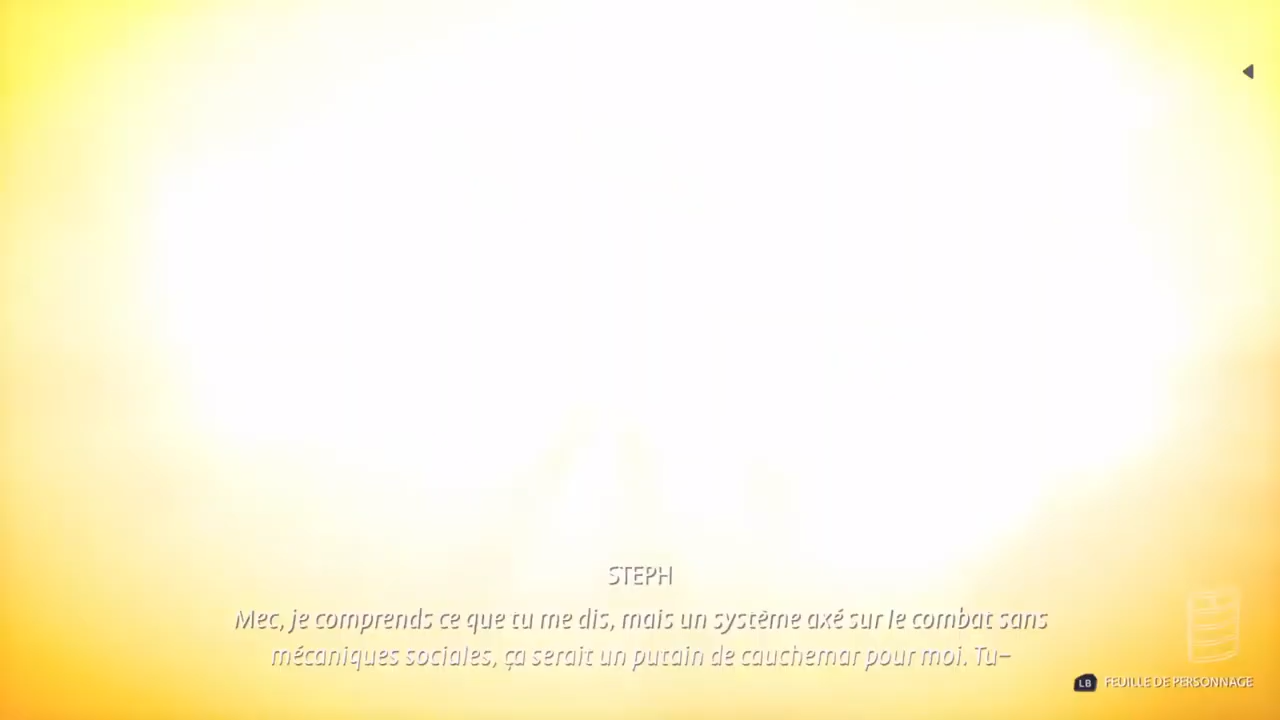 STEPH
Mec, je comprends ce que tu me dis, mais un système axé sur le combat sans
mécaniques sociales, ça serait un putain de cauchemar pour moi. Tu–
LB FEUILLE DE PERSONNAGE